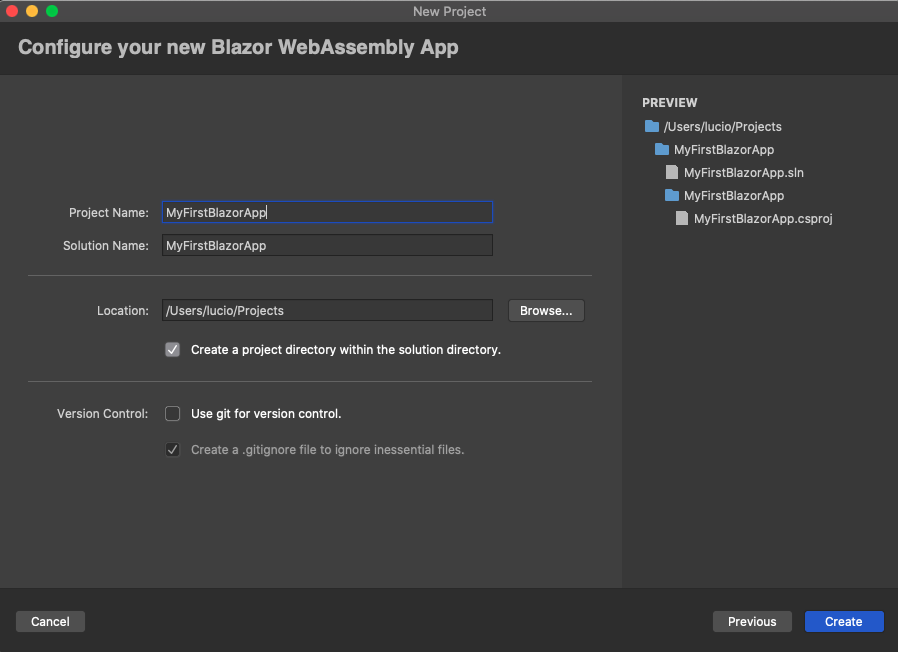 New Project
Configure your new Blazor WebAssembly App
Project Name: MyFirstBlazorApp
Solution Name: MyFirstBlazorApp
Location: /Users/lucio/Projects Browse...
Create a project directory within the solution directory.
Version Control: Use git for version control.
Create a .gitignore file to ignore inessential files.
PREVIEW
/Users/lucio/Projects
MyFirstBlazorApp
MyFirstBlazorApp.sln
MyFirstBlazorApp
MyFirstBlazorApp.csproj
Cancel Previous Create